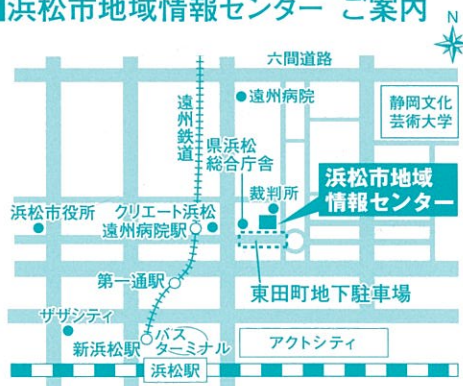 浜松市地域情報センター ご案内
N
六間道路
遠州病院
静岡文化
芸術大学
遠州鉄道
県浜松
総合庁舎
裁判所
浜松市地域
情報センター
浜松市役所
クリエート浜松
遠州病院駅
第一通駅
東田町地下駐車場
ザザシティ
バス
ターミナル
新浜松駅
アクトシティ
浜松駅